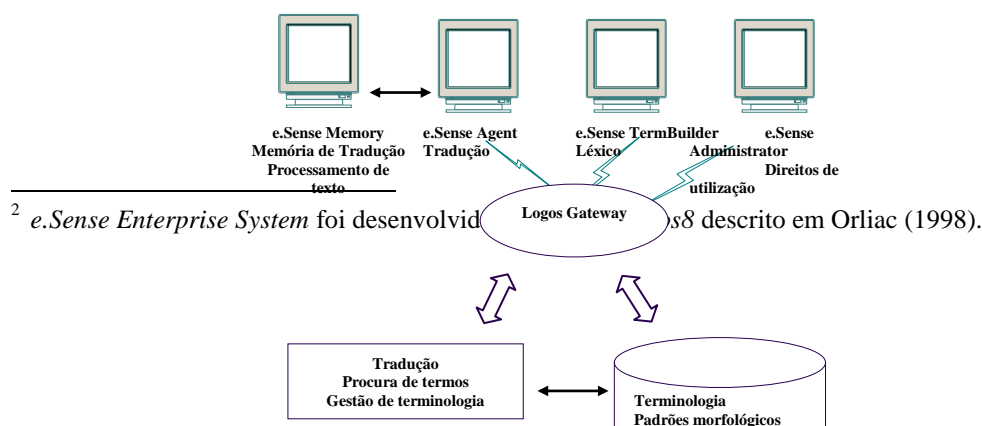 e.Sense Memory
Memória de Tradução
Processamento de
texto
e.Sense Agent
Tradução
e.Sense TermBuilder
Léxico
e.Sense
Administrator
Direitos de
utilização
2 e.Sense Enterprise System foi desenvolvid s8 descrito em Orliac (1998).
Logos Gateway
Tradução
Procura de termos
Gestão de terminologia
Terminologia
Padrões morfológicos